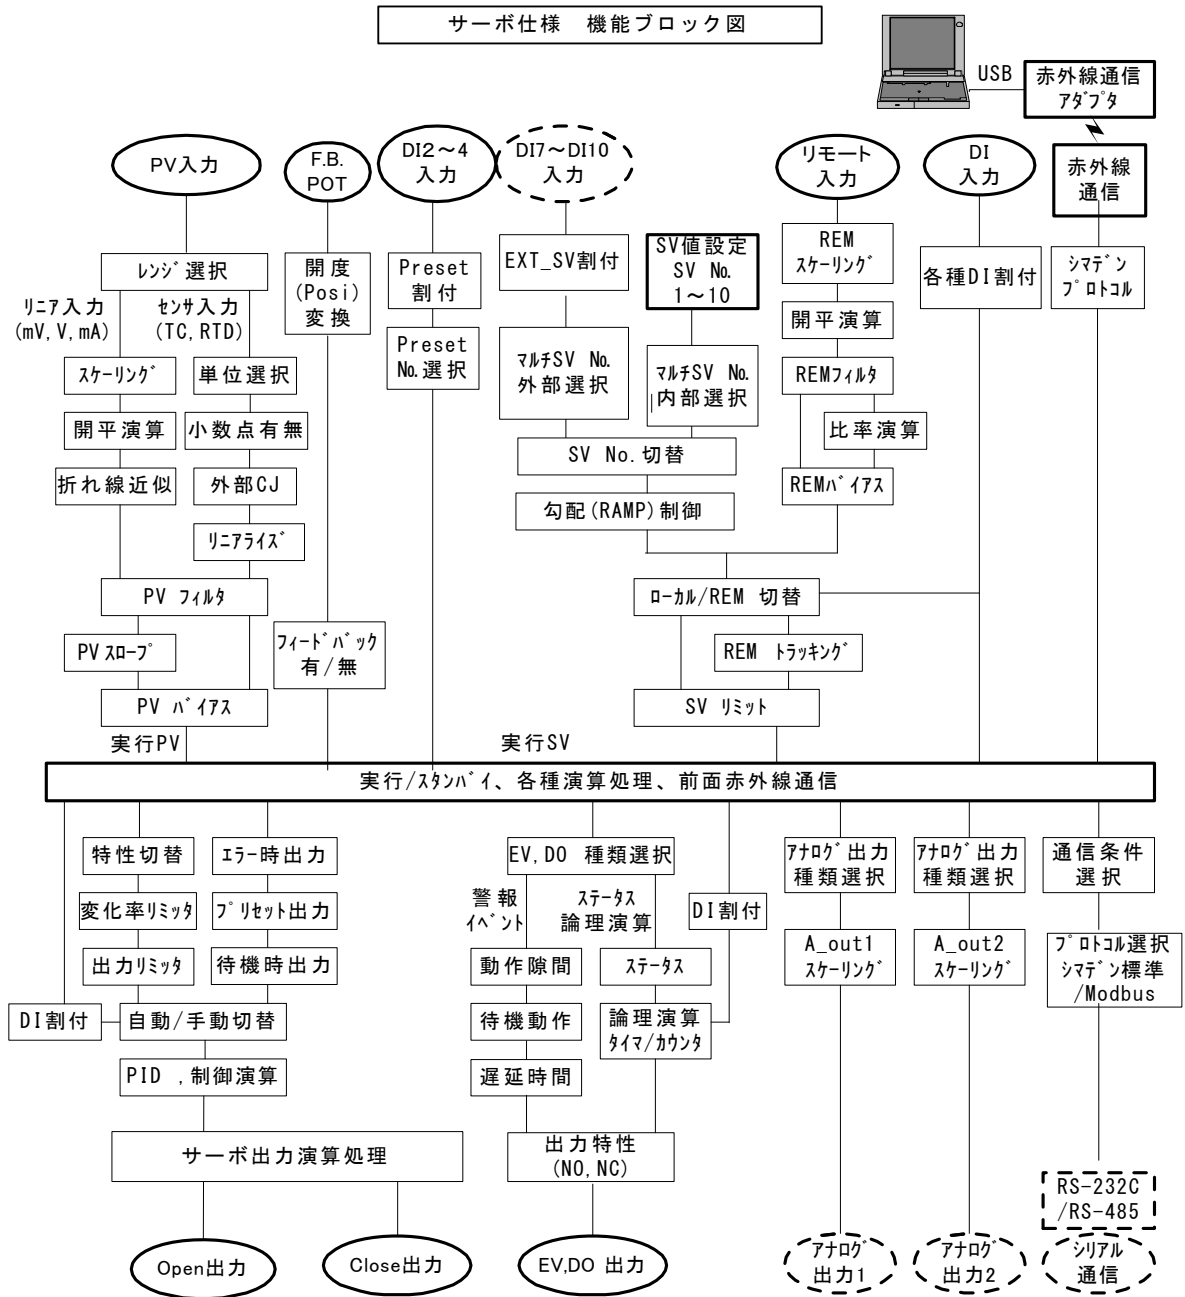 サーボ仕様　機能ブロック図
USB
赤外線通信
ｱﾀﾞﾌﾟﾀ
PV入力
F.B.
POT
DI2～4
入力
DI7～DI10
入力
リモート
入力
DI
入力
赤外線
通信
ﾚﾝｼﾞ選択
ﾘﾆｱ入力
(mV,V,mA)
ｾﾝｻ入力
(TC,RTD)
開度
(Posi)
変換
Preset
割付
EXT_SV割付
SV値設定
SV No.
1～10
REM
ｽｹｰﾘﾝｸﾞ
各種DI割付
ｼﾏﾃﾞﾝ
ﾌﾟﾛﾄｺﾙ
ｽｹｰﾘﾝｸﾞ
単位選択
Preset
No.選択
ﾏﾙﾁSV No.
外部選択
ﾏﾙﾁSV No.
内部選択
開平演算
REMﾌｨﾙﾀ
開平演算
小数点有無
比率演算
SV No.切替
折れ線近似
外部CJ
REMﾊﾞｲｱｽ
勾配(RAMP)制御
ﾘﾆｱﾗｲｽﾞ
PV ﾌｨﾙﾀ
ﾛｰｶﾙ/REM 切替
PVｽﾛｰﾌﾟ
ﾌｨｰﾄﾞﾊﾞｯｸ
有/無
REM ﾄﾗｯｷﾝｸﾞ
PV ﾊﾞｲｱｽ
SV ﾘﾐｯﾄ
実行PV
実行SV
実行/ｽﾀﾝﾊﾞｲ、各種演算処理、前面赤外線通信
特性切替
ｴﾗｰ時出力
EV,DO 種類選択
ｱﾅﾛｸﾞ出力
種類選択
ｱﾅﾛｸﾞ出力
種類選択
通信条件
選択
変化率ﾘﾐｯﾀ
ﾌﾟﾘｾｯﾄ出力
警報
ｲﾍﾞﾝﾄ
ｽﾃｰﾀｽ
論理演算
DI割付
出力ﾘﾐｯﾀ
待機時出力
動作隙間
ｽﾃｰﾀｽ
A_out1
ｽｹｰﾘﾝｸﾞ
A_out2
ｽｹｰﾘﾝｸﾞ
ﾌﾟﾛﾄｺﾙ選択
ｼﾏﾃﾞﾝ標準
/Modbus
DI割付
自動/手動切替
待機動作
論理演算
ﾀｲﾏ/ｶｳﾝﾀ
PID ,制御演算
遅延時間
サーボ出力演算処理
出力特性
(NO,NC)
RS-232C
/RS-485
Open出力
Close出力
EV,DO 出力
ｱﾅﾛｸﾞ
出力1
ｱﾅﾛｸﾞ
出力2
ｼﾘｱﾙ
通信